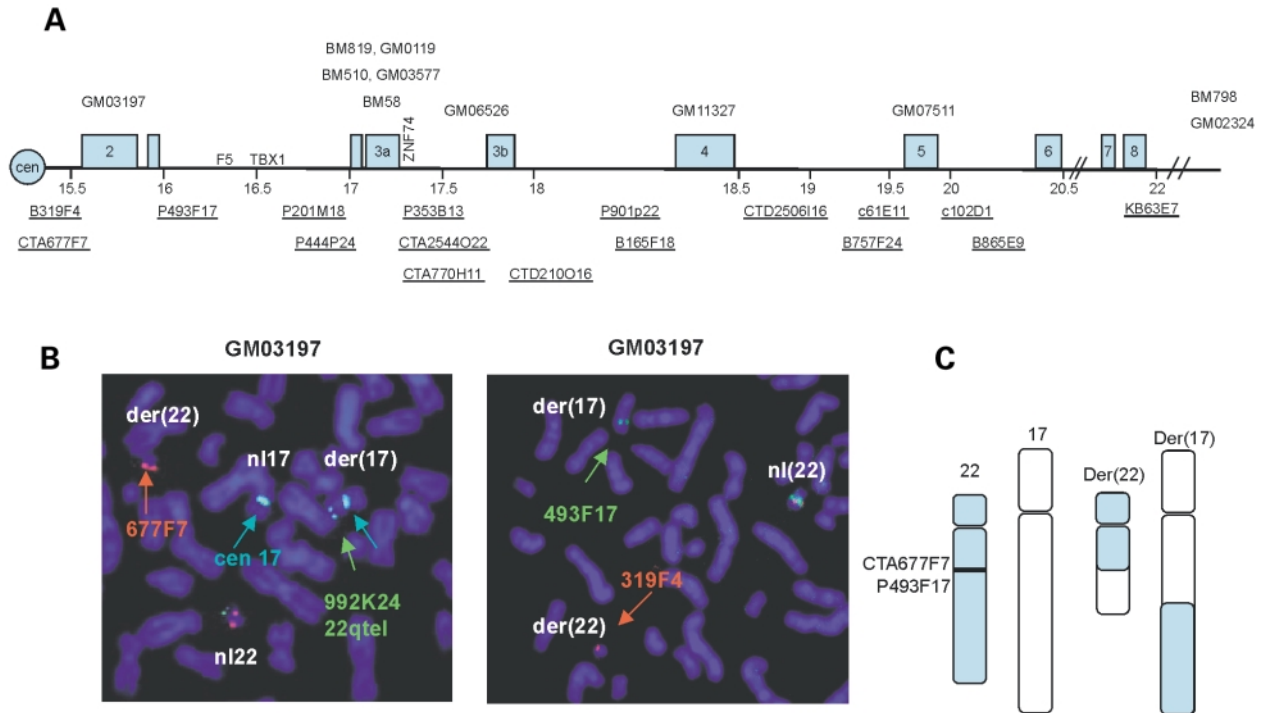 A
BM819, GM0119
BM510, GM03577
GM03197
BM58
GM06526
GM11327
GM07511
BM798
GM02324
ZNF74
cen
2
F5
TBX1
3a
3b
4
5
6
7
8
15.5
16
16.5
17
17.5
18
18.5
19
19.5
20
20.5
22
B319F4
P493F17
P201M18
P353B13
P901p22
CTD2506I16
c61E11
c102D1
KB63E7
CTA677F7
P444P24
CTA2544O22
B165F18
B757F24
B865E9
CTA770H11
CTD210O16
B
GM03197
der(22)
nl17
der(17)
677F7
cen 17
992K24
22qtel
nl22
GM03197
der(17)
nl(22)
493F17
319F4
der(22)
C
22
17
Der(22)
Der(17)
CTA677F7
P493F17